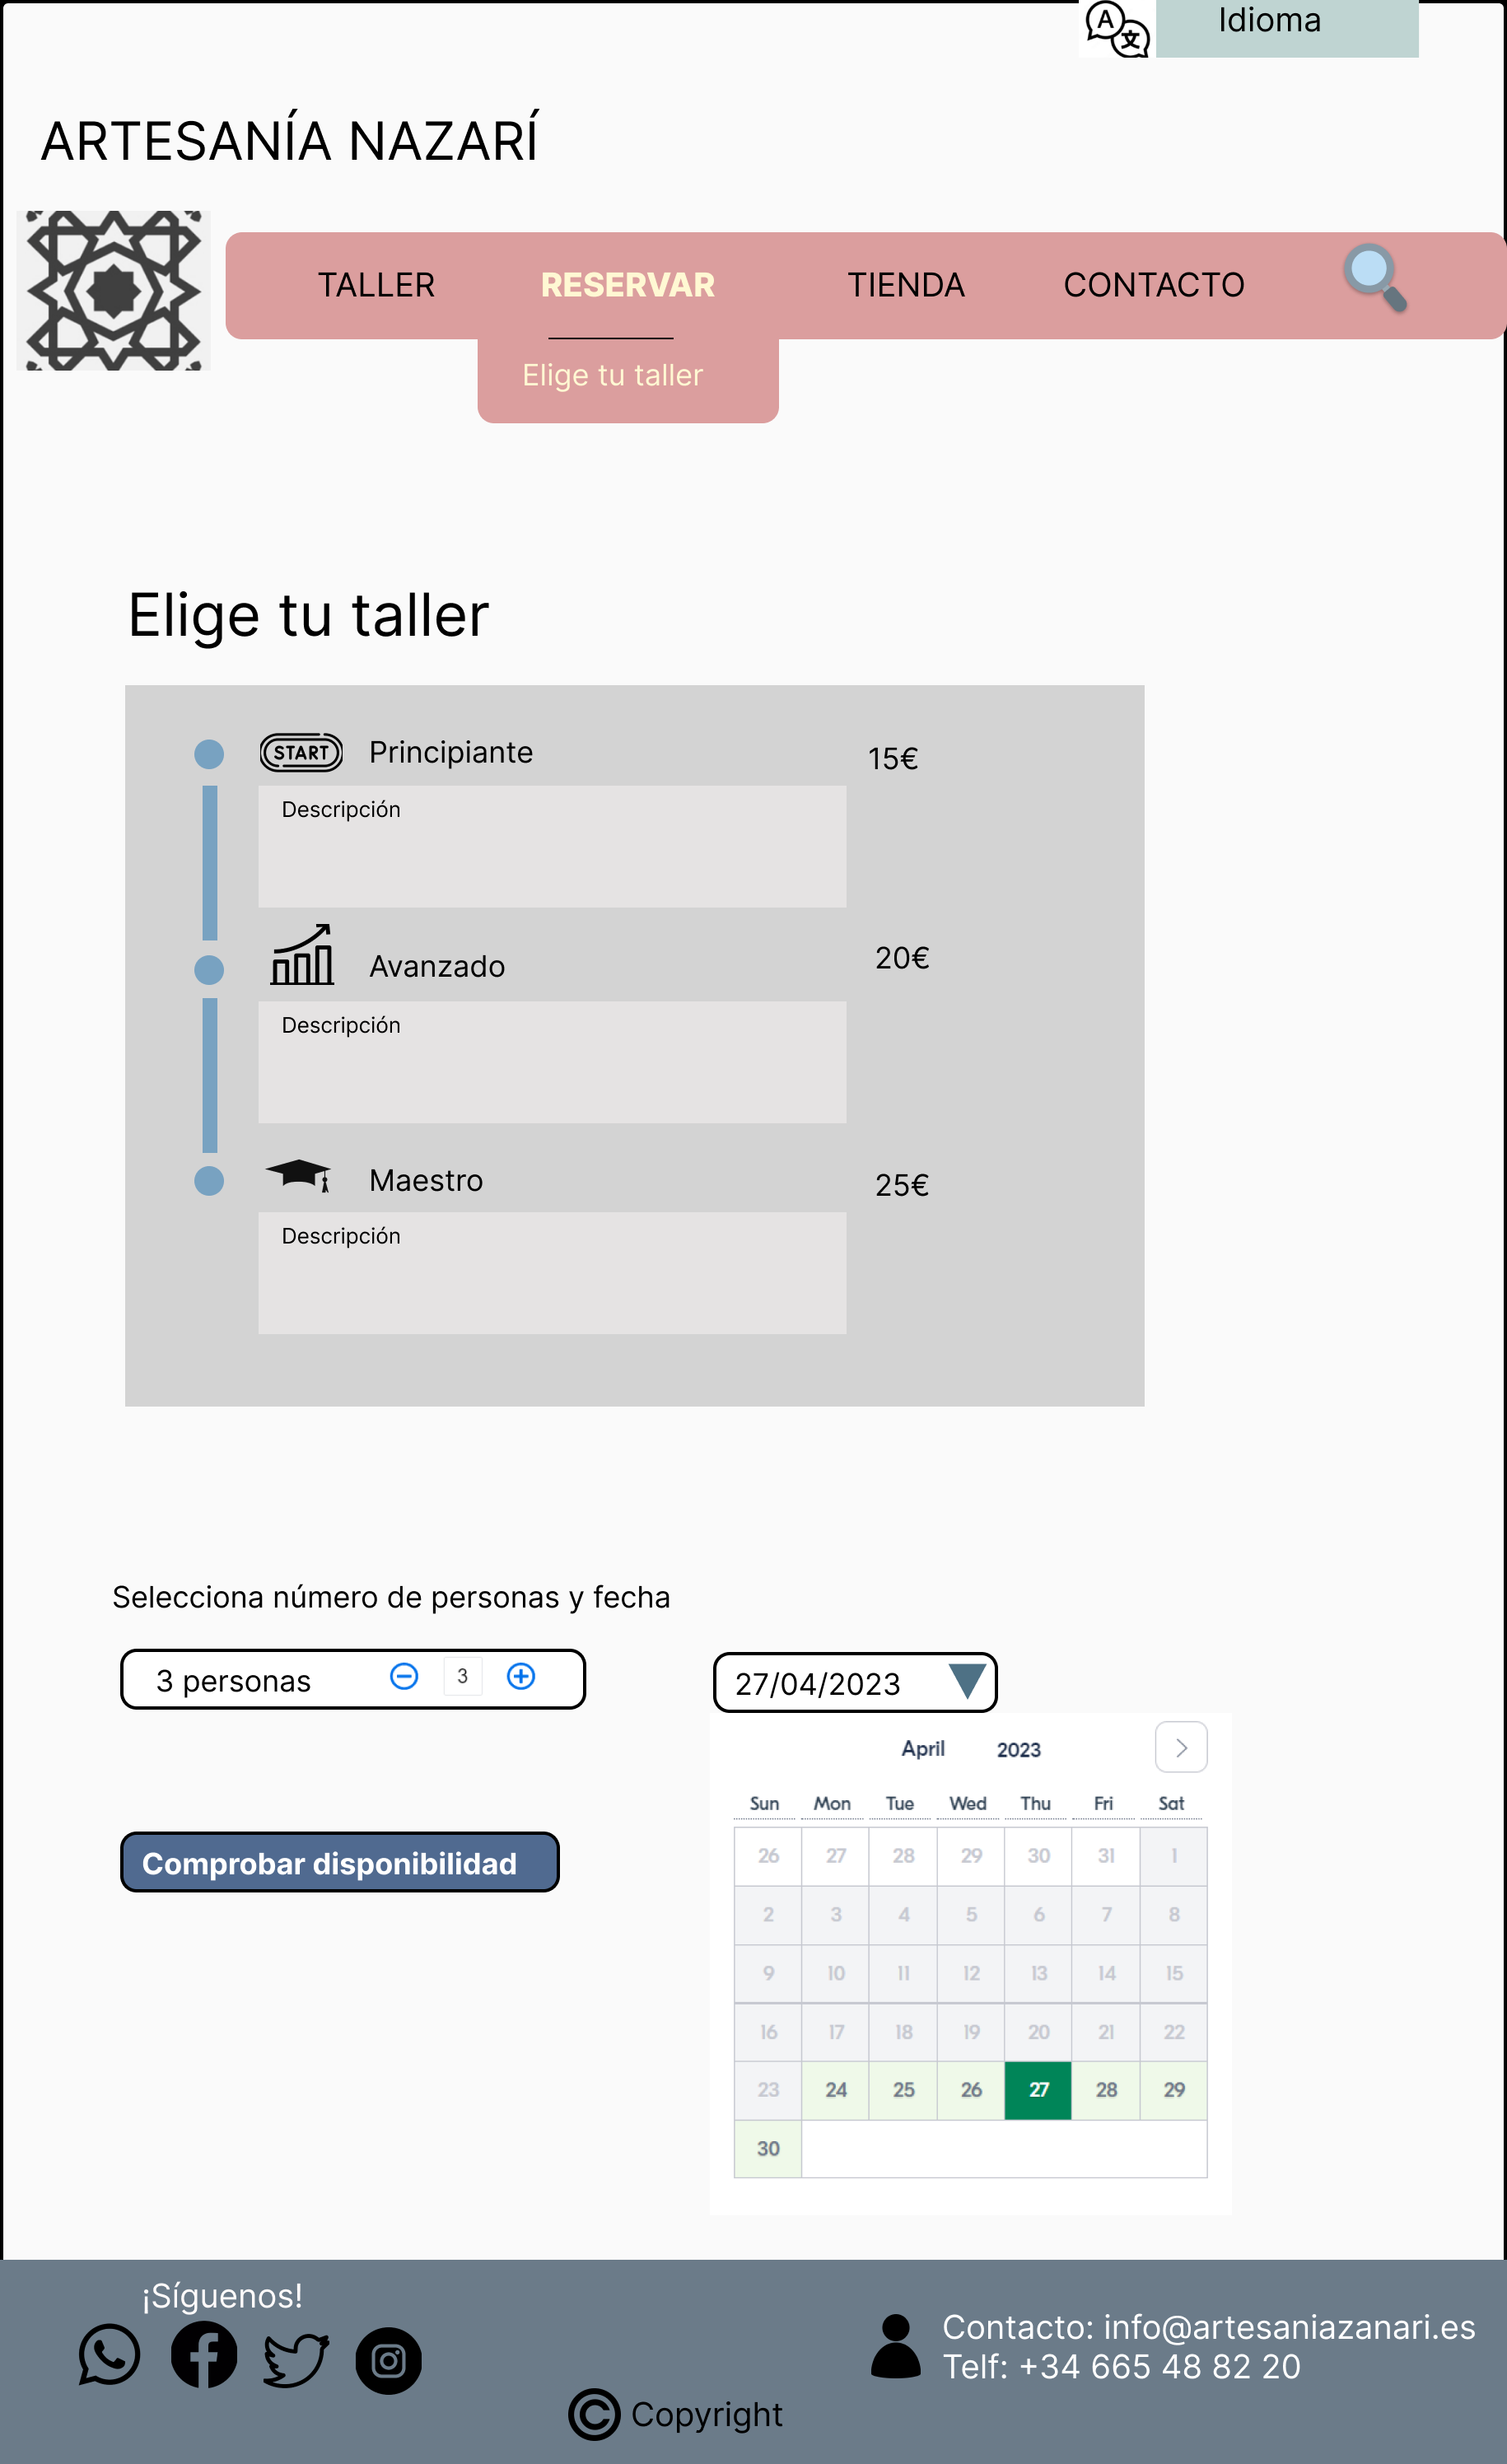 A 文 Idioma
ARTESANÍA NAZARÍ
TALLER RESERVAR TIENDA CONTACTO
Elige tu taller
Elige tu taller
START Principiante 15€
Descripción
Avanzado 20€
Descripción
Maestro 25€
Descripción
Selecciona número de personas y fecha
3 personas 3
27/04/2023
April 2023
Sun Mon Tue Wed Thu Fri Sat
26 27 28 29 30 31 1
2 3 4 5 6 7 8
9 10 11 12 13 14 15
16 17 18 19 20 21 22
23 24 25 26 27 28 29
30
Comprobar disponibilidad
¡Síguenos!
Contacto: info@artesaniazanari.es
Telf: +34 665 48 82 20
© Copyright